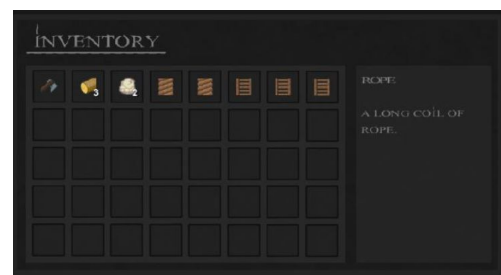 INVENTORY
3
2
ROPE
A LONG COIL OF
ROPE.